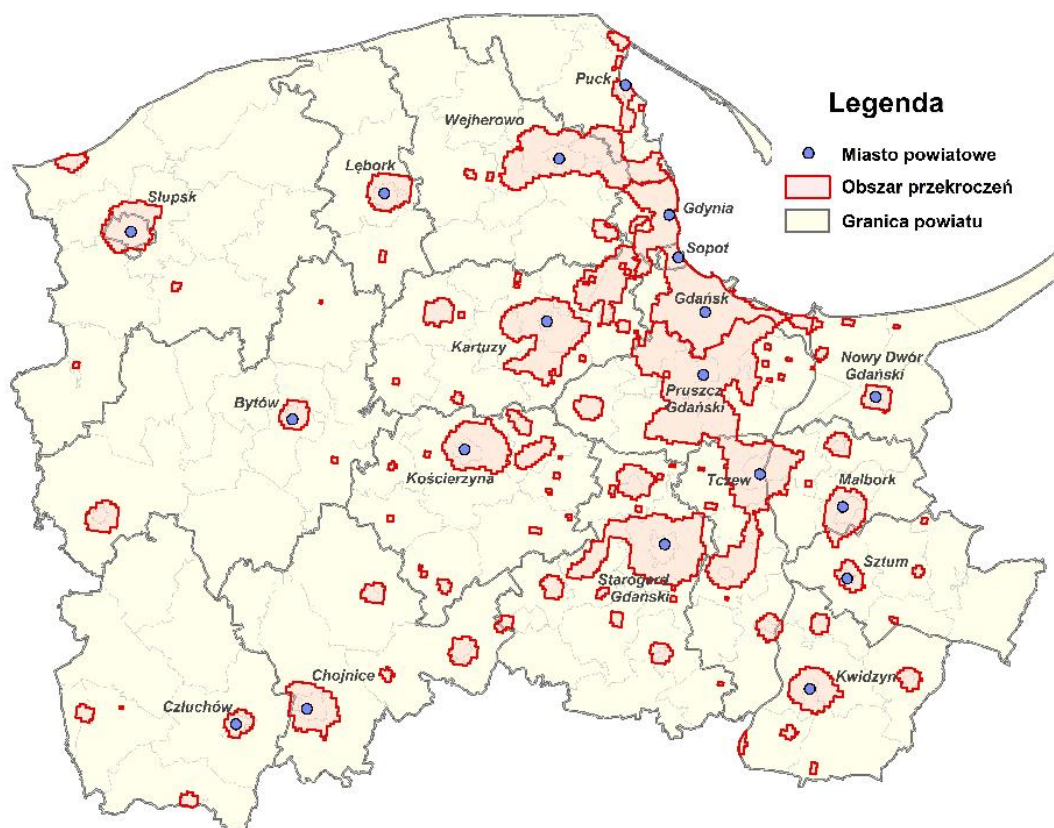 Puck
Legenda
Wejherowo
Miasto powiatowe
Lębork
Obszar przekroczeń
Słupsk
Gdynia
Granica powiatu
Sopot
Gdańsk
Kartuzy
Nowy Dwór
Gdański
Pruszcz
Gdański
Bytów
Kościerzyna
Tczew
Malbork
Sztum
Starogard
Gdański
Chojnice
Kwidzyn
Człuchów